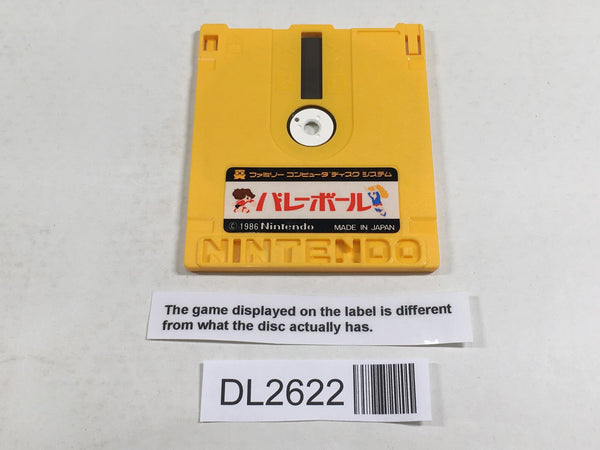 ファミリー コンピュータ ディスク システム
バレーボール
© 1986 Nintendo MADE IN JAPAN
NINTENDO
The game displayed on the label is different
from what the disc actually has.
DL2622